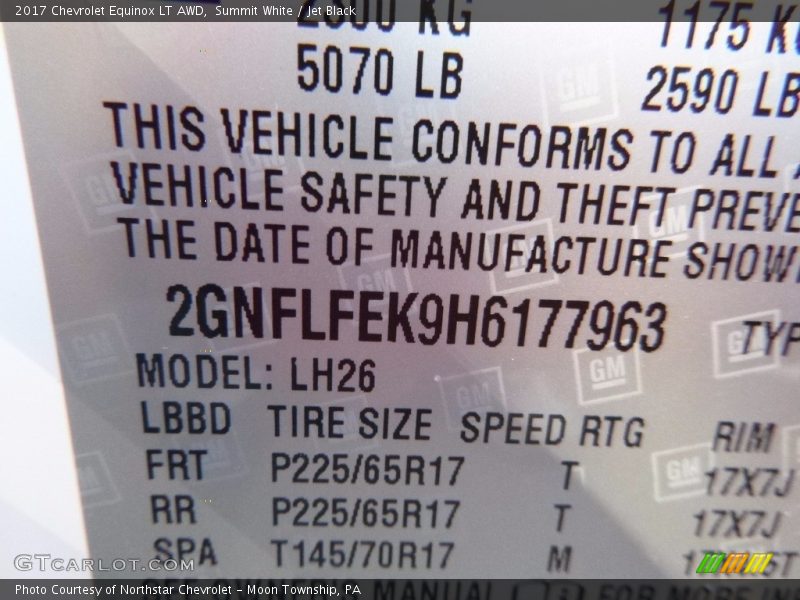 2017 Chevrolet Equinox LT AWD, Summit White / Jet Black
KG 1175
5070 LB 2590 LB
THIS VEHICLE CONFORMS TO ALL
VEHICLE SAFETY AND THEFT PREVE
THE DATE OF MANUFACTURE SHOW
2GNFLFEK9H6177963 TYP
MODEL: LH26
LBBD TIRE SIZE SPEED RTG RIM
FRT P225/65R17 T 17X7J
RR P225/65R17 T 17X7J
SPA T145/70R17 M
GTCARLOT.COM
Photo Courtesy of Northstar Chevrolet - Moon Township, PA